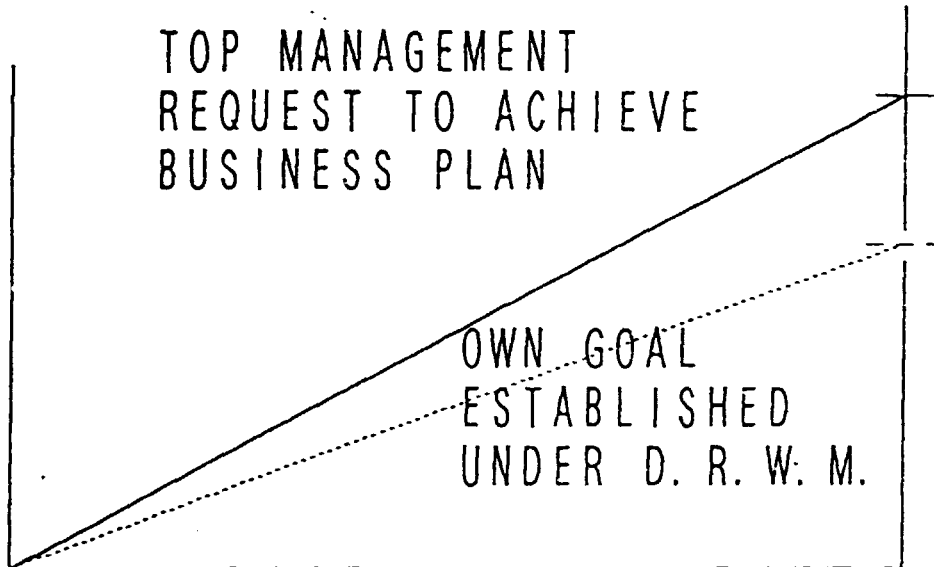 TOP MANAGEMENT
REQUEST TO ACHIEVE
BUSINESS PLAN
OWN GOAL
ESTABLISHED
UNDER D. R. W. M.